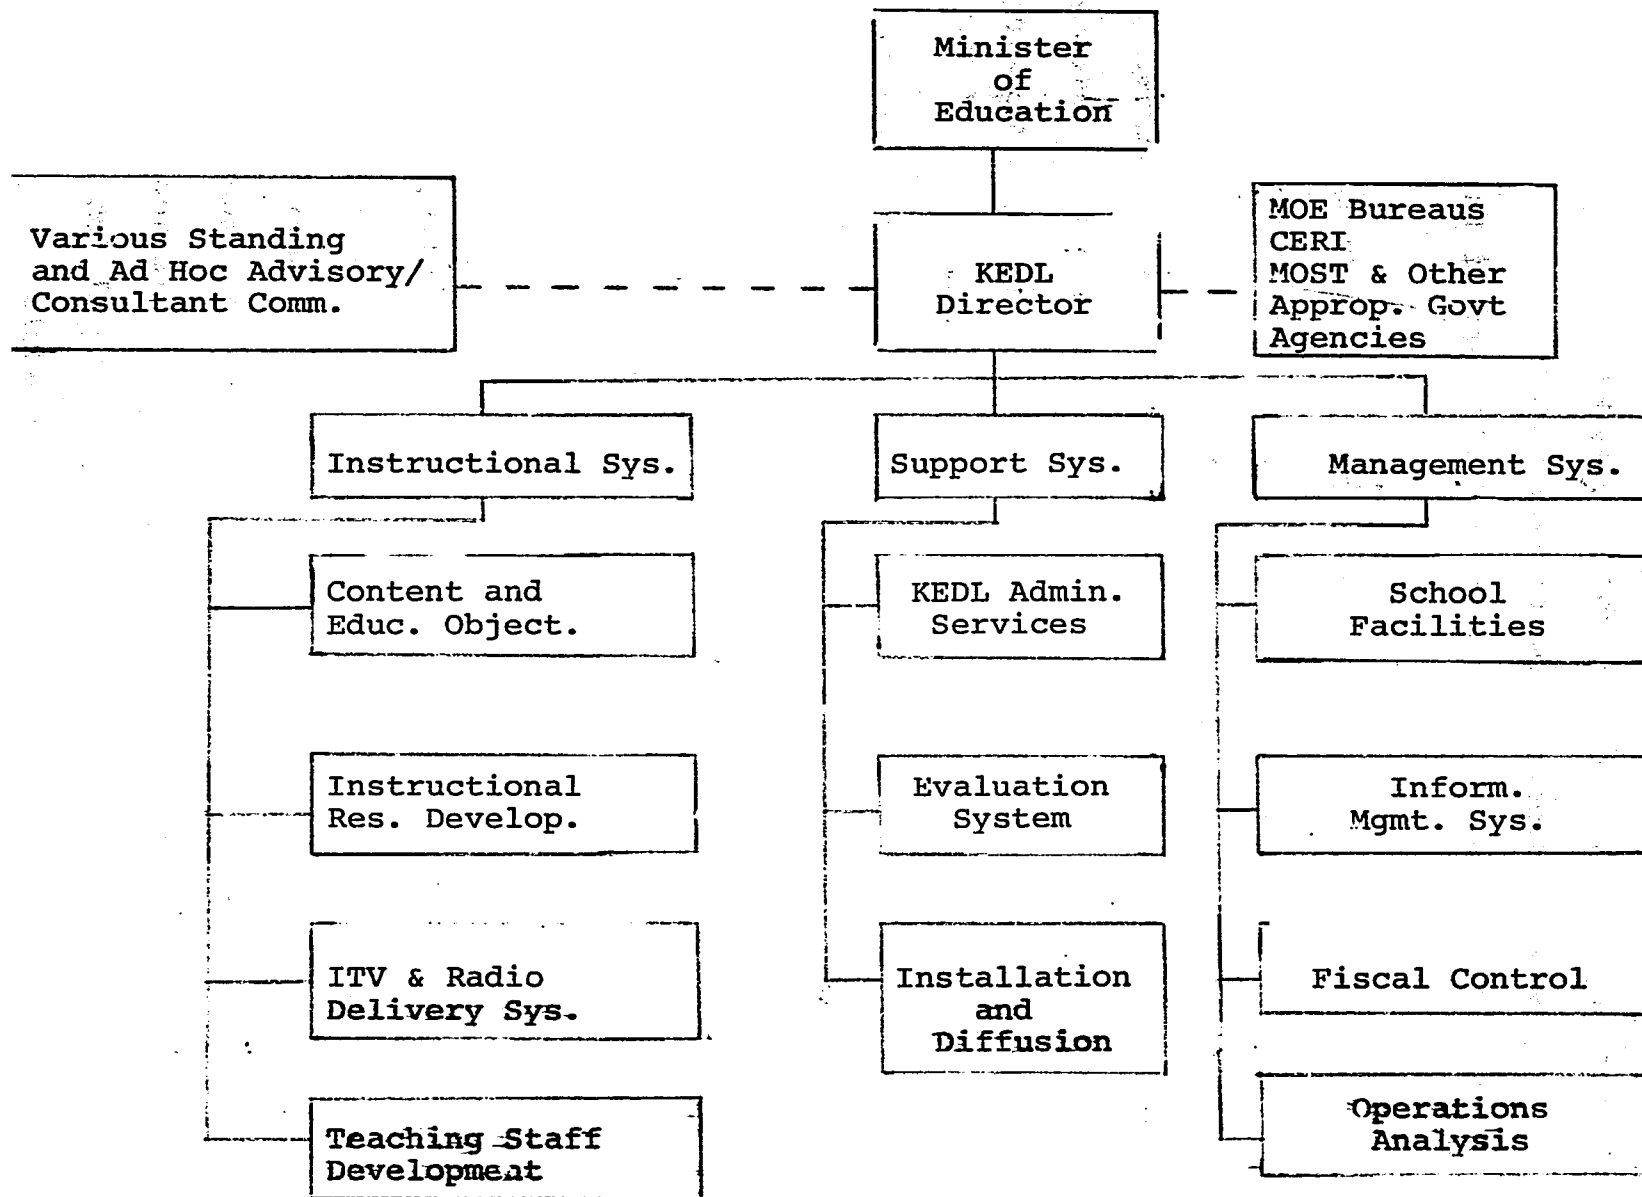 Minister
of
Education
Various Standing
and Ad Hoc Advisory/
Consultant Comm.
KEDL
Director
MOE Bureaus
CERI
MOST & Other
Approp. Govt
Agencies
Instructional Sys.
Support Sys.
Management Sys.
Content and
Educ. Object.
KEDL Admin.
Services
School
Facilities
Instructional
Res. Develop.
Evaluation
System
Inform.
Mgmt. Sys.
ITV & Radio
Delivery Sys.
Installation
and
Diffusion
Fiscal Control
Teaching Staff
Development
Operations
Analysis